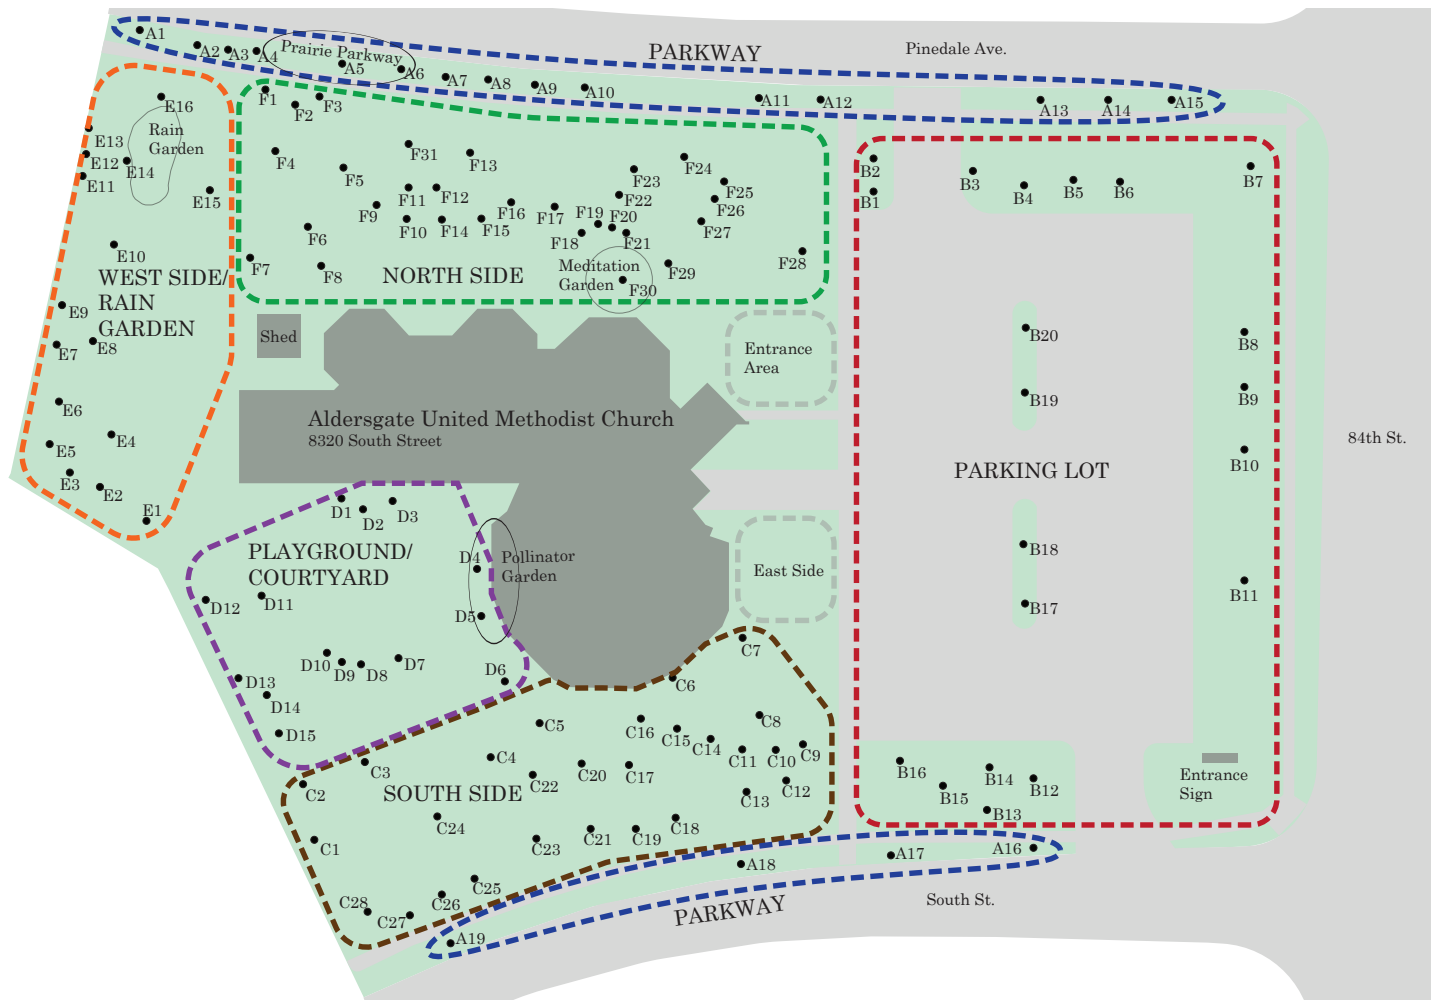 A1
A2
A3
A4
Prairie Parkway
A5
A6
A7
A8
A9
A10
PARKWAY
Pinedale Ave.
A11
A12
A13
A14
A15
E16
Rain
Garden
E13
E12
E14
E11
E15
E10
WEST SIDE/
RAIN
GARDEN
E9
E8
E7
E6
E5
E4
E3
E2
E1
F1
F2
F3
F4
F5
F31
F13
F11
F12
F9
F10
F14
F15
F16
F17
F6
F7
F8
NORTH SIDE
F18
F19
F20
F21
F22
F23
F24
F25
F26
F27
F28
F29
Meditation
Garden
F30
Shed
Entrance
Area
Aldersgate United Methodist Church
8320 South Street
B2
B1
B3
B4
B5
B6
B7
B20
B8
B19
B9
B10
PARKING LOT
84th St.
B18
B11
B17
East Side
D1
D2
D3
PLAYGROUND/
COURTYARD
D4
Pollinator
Garden
D5
D12
D11
D10
D9
D8
D7
D6
D13
D14
D15
C7
C6
C5
C16
C15
C14
C8
C11
C10
C9
C3
C4
C2
C22
C20
C17
C12
C13
SOUTH SIDE
C24
C1
C23
C21
C19
C18
C25
C26
C28
C27
B16
B15
B14
B12
B13
Entrance
Sign
A18
A17
A16
A19
PARKWAY
South St.